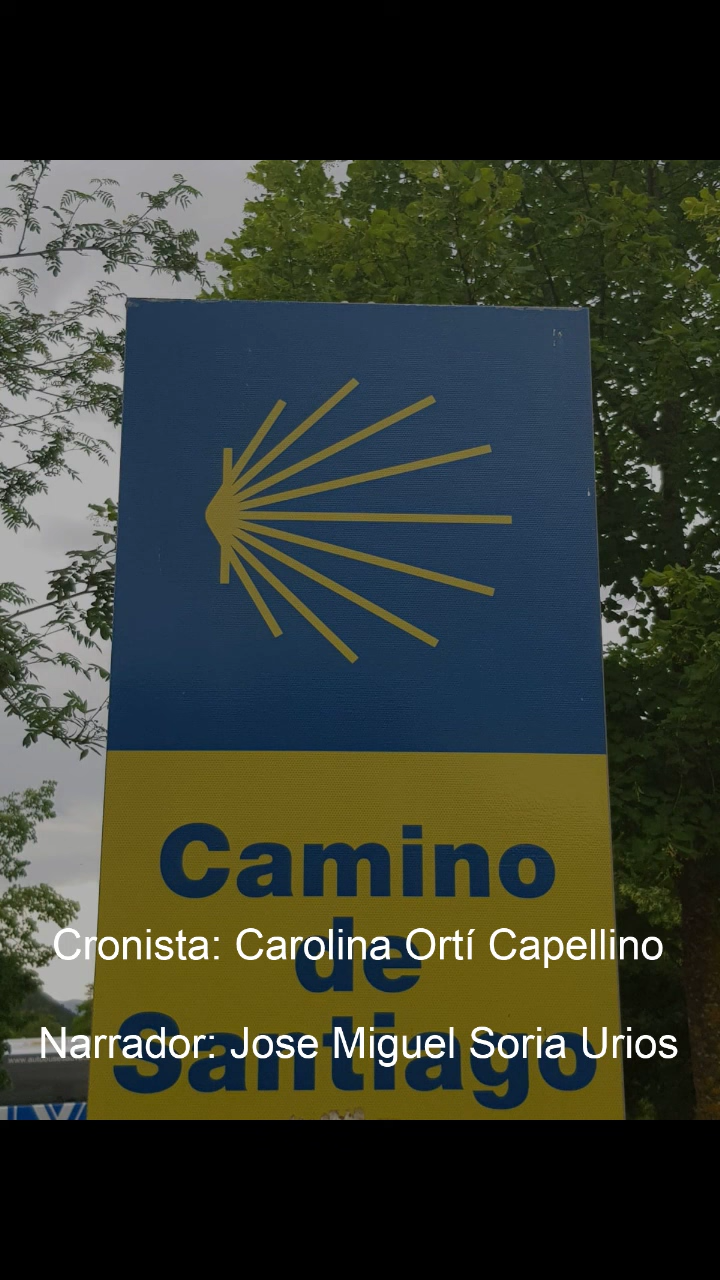 Camino
Cronista: Carolina Ortí Capellino
de
Narrador: Jose Miguel Soria Urios
Santiago